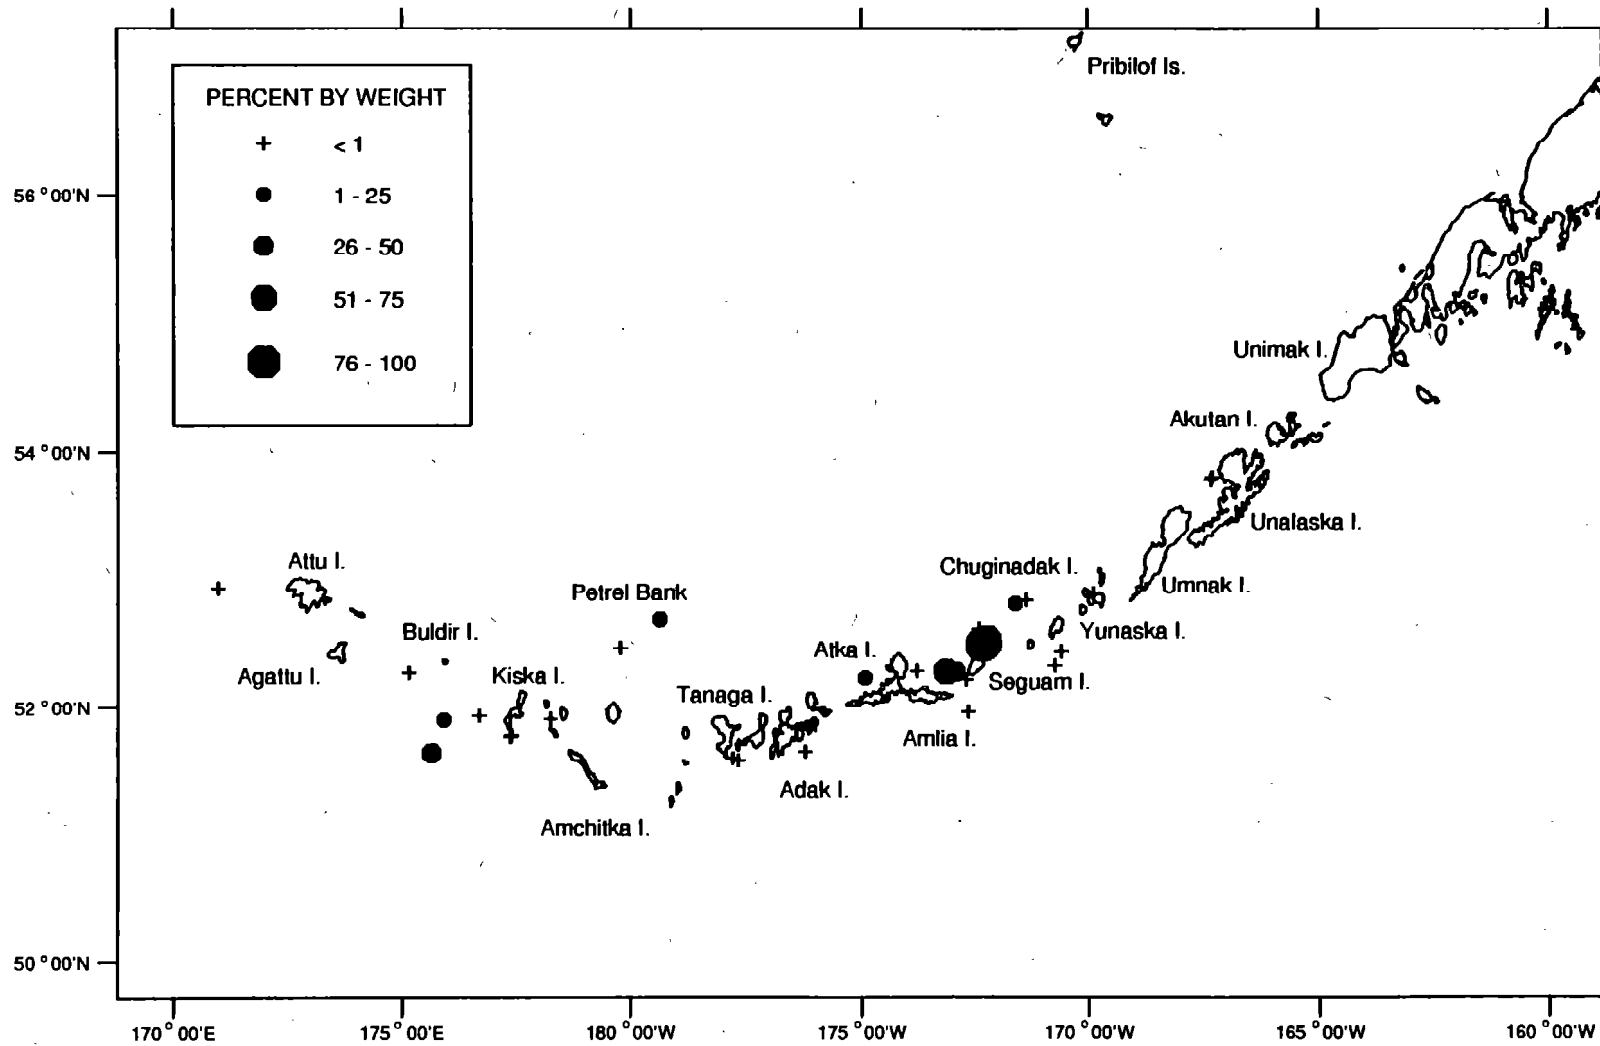 Pribilof Is.
PERCENT BY WEIGHT
+ < 1
1 - 25
26 - 50
51 - 75
76 - 100
56°00'N
Unimak I.
Akutan I.
54°00'N
Unalaska I.
Attu I.
Chuginadak I.
Umnak I.
Petrel Bank
Buldir I.
Yunaska I.
Atka I.
Agattu I.
Kiska I.
Seguam I.
Tanaga I.
52°00'N
Amlia I.
Adak I.
Amchitka I.
50°00'N
170°00'E 175°00'E 180°00'W 175°00'W 170°00'W 165°00'W 160°00'W